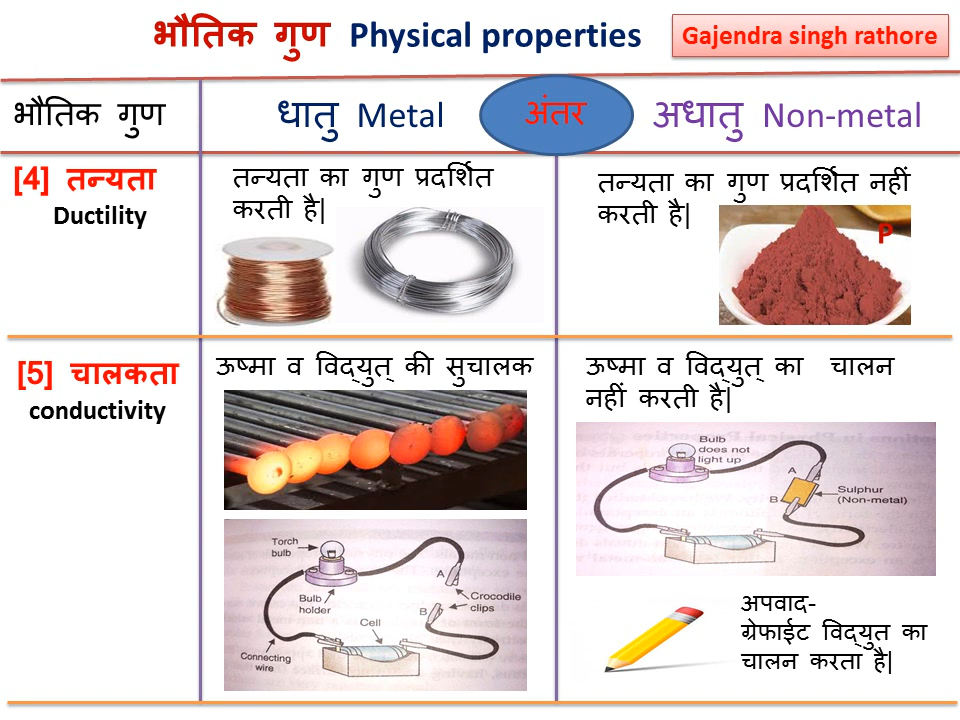 भौतिक गुण Physical properties
Gajendra singh rathore
भौतिक गुण
धातु Metal
अंतर
अधातु Non-metal
[4] तन्यता
Ductility
तन्यता का गुण प्रदर्शित
करती है|
तन्यता का गुण प्रदर्शित नहीं
करती है|
P
[5] चालकता
conductivity
ऊष्मा व विद्युत् की सुचालक
ऊष्मा व विद्युत् का चालन
नहीं करती है|
Torch
bulb
Bulb
holder
A
B
Crocodile
clips
Cell
Connecting
wire
Bulb
does not
light up
A
B
Sulphur
(Non-metal)
अपवाद-
ग्रेफाईट विद्युत का
चालन करता है|